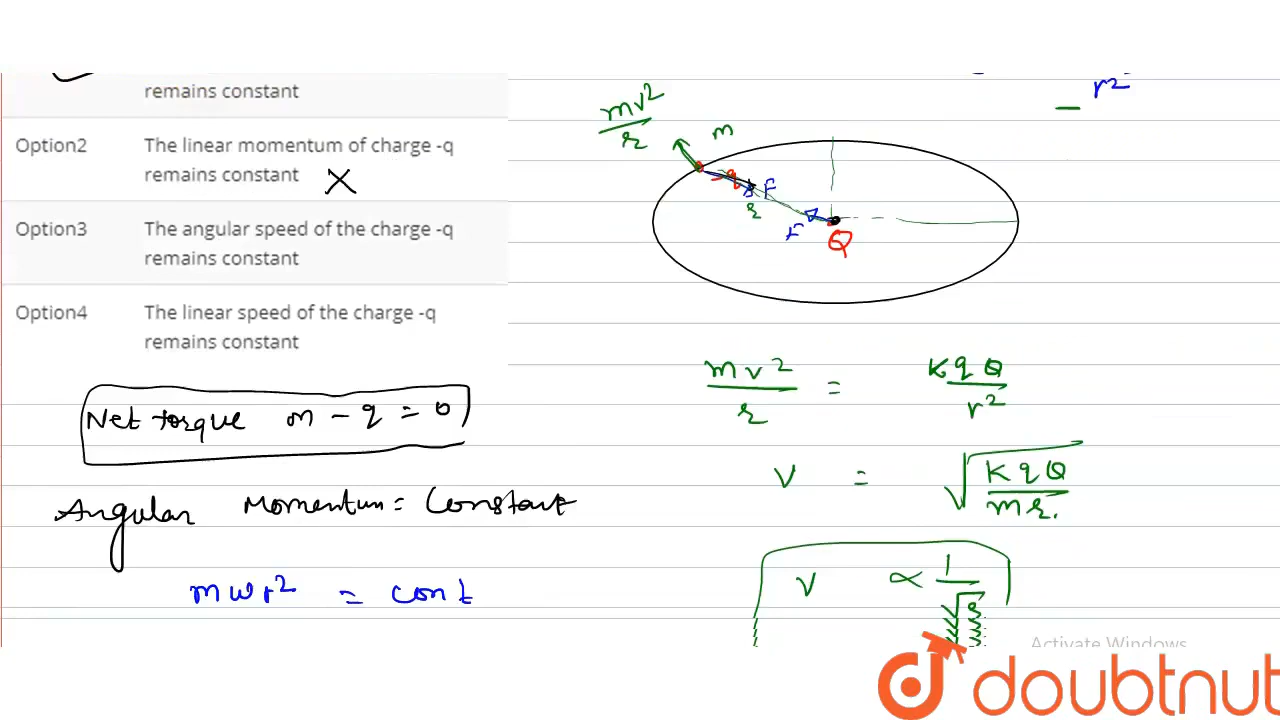 remains constant
Option2 The linear momentum of charge -q
remains constant X
Option3 The angular speed of the charge -q
remains constant
Option4 The linear speed of the charge -q
remains constant
Net torque on -q = 0
Angular Momentum = Constant
mωr² = const
r²
mv²/r
m
-q F
r
F
Q
mv²/r = KqQ/r²
v = √(KqQ/mr)
v ∝ 1/√r
Activate Windows
doubtnut